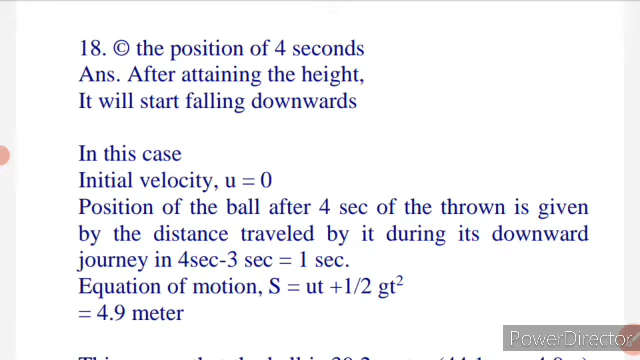 18. © the position of 4 seconds
Ans. After attaining the height,
It will start falling downwards
In this case
Initial velocity, u = 0
Position of the ball after 4 sec of the thrown is given
by the distance traveled by it during its downward
journey in 4sec-3 sec = 1 sec.
Equation of motion, S = ut +1/2 gt²
= 4.9 meter
PowerDirector